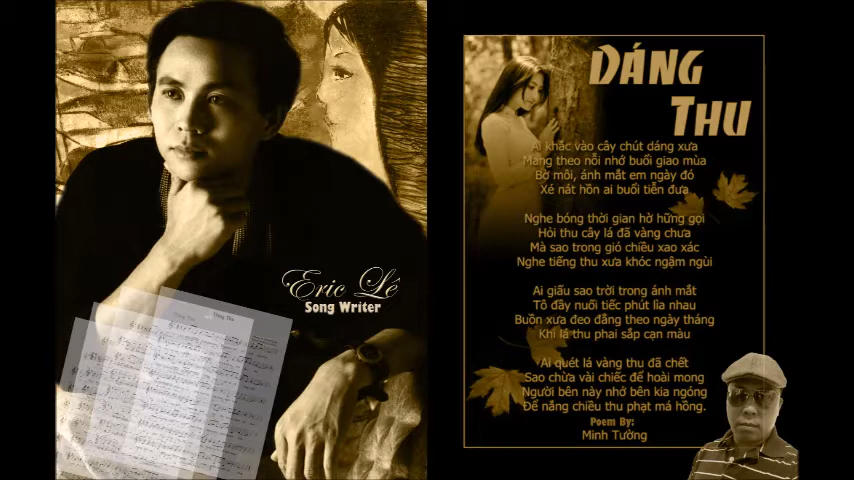 Eric Lê
Song Writer
DÁNG
THU
Ai khắc vào cây chút dáng xưa
Mang theo nỗi nhớ buổi giao mùa
Bờ môi, ánh mắt em ngày đó
Xé nát hồn ai buổi tiễn đưa
Nghe bóng thời gian hờ hững gọi
Hỏi thu cây lá đã vàng chưa
Mà sao trong gió chiều xao xác
Nghe tiếng thu xưa khóc ngậm ngùi
Ai giấu sao trời trong ánh mắt
Tô đầy nuối tiếc phút lìa nhau
Buồn xưa đeo đẳng theo ngày tháng
Khi lá thu phai sắp cạn màu
Ai quét lá vàng thu đã chết
Sao chừa vài chiếc để hoài mong
Người bên này nhớ bên kia ngóng
Để nắng chiều thu phạt má hồng.
Poem By:
Minh Tường